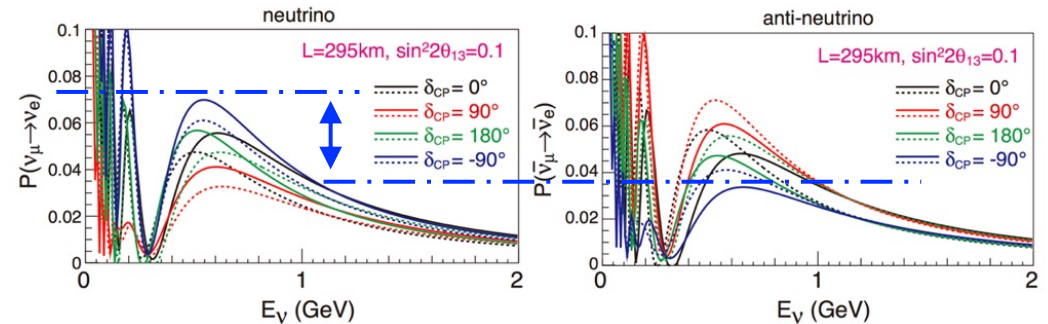 neutrino
L=295km, sin²2θ₁₃=0.1
δCP = 0°
δCP = 90°
δCP = 180°
δCP = -90°
P(νμ→νe)
0.1
0.08
0.06
0.04
0.02
0
0 1 2
Eν (GeV)
anti-neutrino
L=295km, sin²2θ₁₃=0.1
δCP = 0°
δCP = 90°
δCP = 180°
δCP = -90°
P(ν̄μ→ν̄e)
0.1
0.08
0.06
0.04
0.02
0
0 1 2
Eν (GeV)